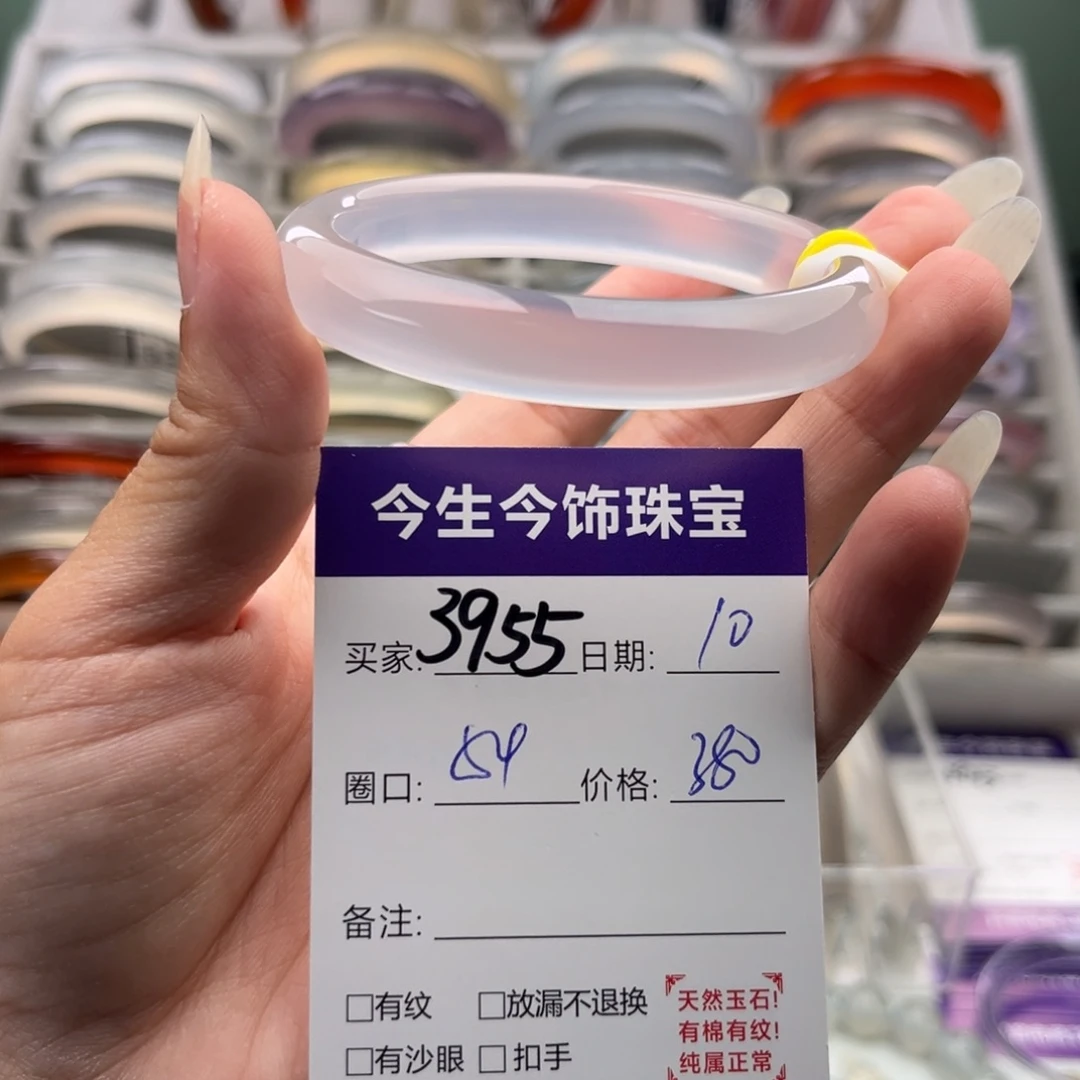 今生今饰珠宝
买家: 3955 日期: 10
圈口: 54 价格: 380
备注:
□有纹 □放漏不退换
□有沙眼 □扣手
天然玉石!
有棉有纹!
纯属正常